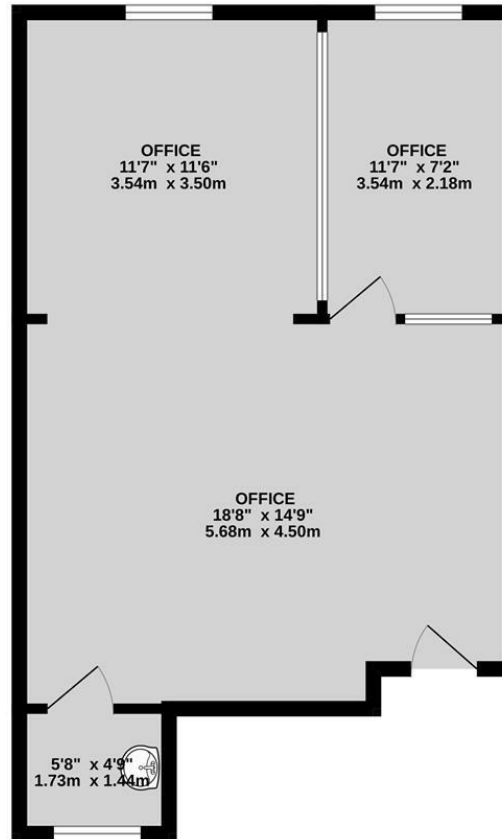 OFFICE
11'7" x 11'6"
3.54m x 3.50m
OFFICE
11'7" x 7'2"
3.54m x 2.18m
OFFICE
18'8" x 14'9"
5.68m x 4.50m
5'8" x 4'9"
1.73m x 1.44m